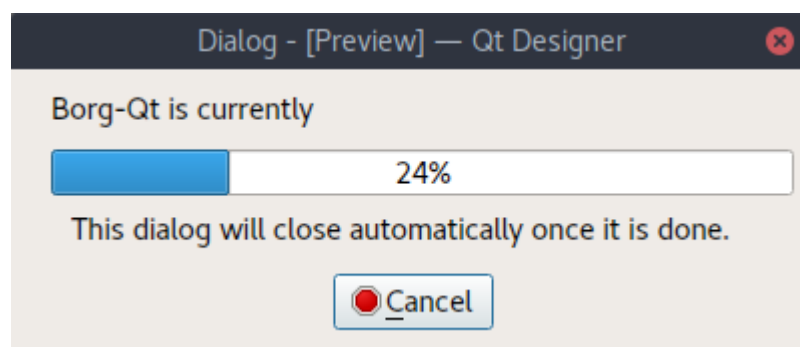 Dialog - [Preview] — Qt Designer
Borg-Qt is currently
24%
This dialog will close automatically once it is done.
Cancel